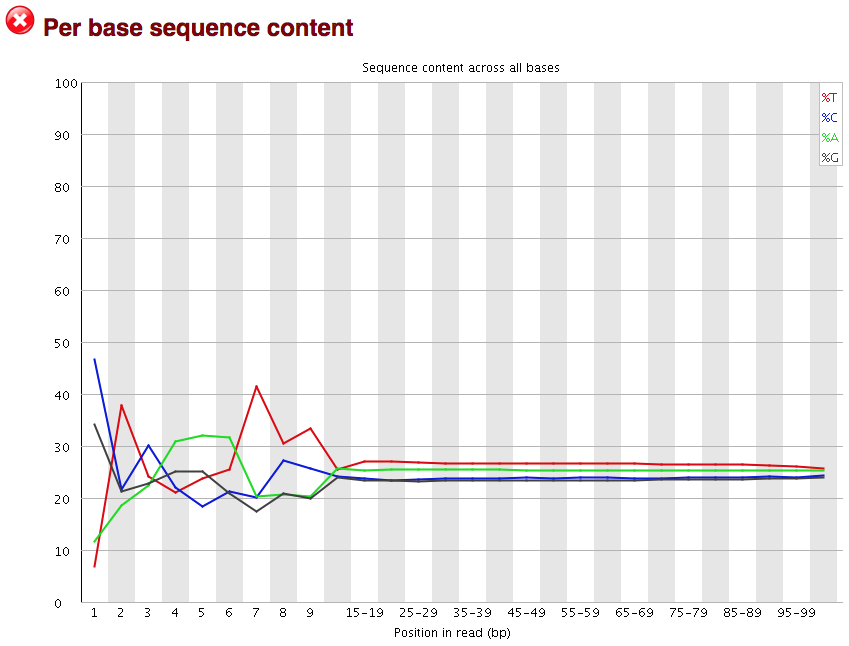 Per base sequence content
Sequence content across all bases
100
90
80
70
60
50
40
30
20
10
0
%T
%C
%A
%G
1 2 3 4 5 6 7 8 9 15-19 25-29 35-39 45-49 55-59 65-69 75-79 85-89 95-99
Position in read (bp)